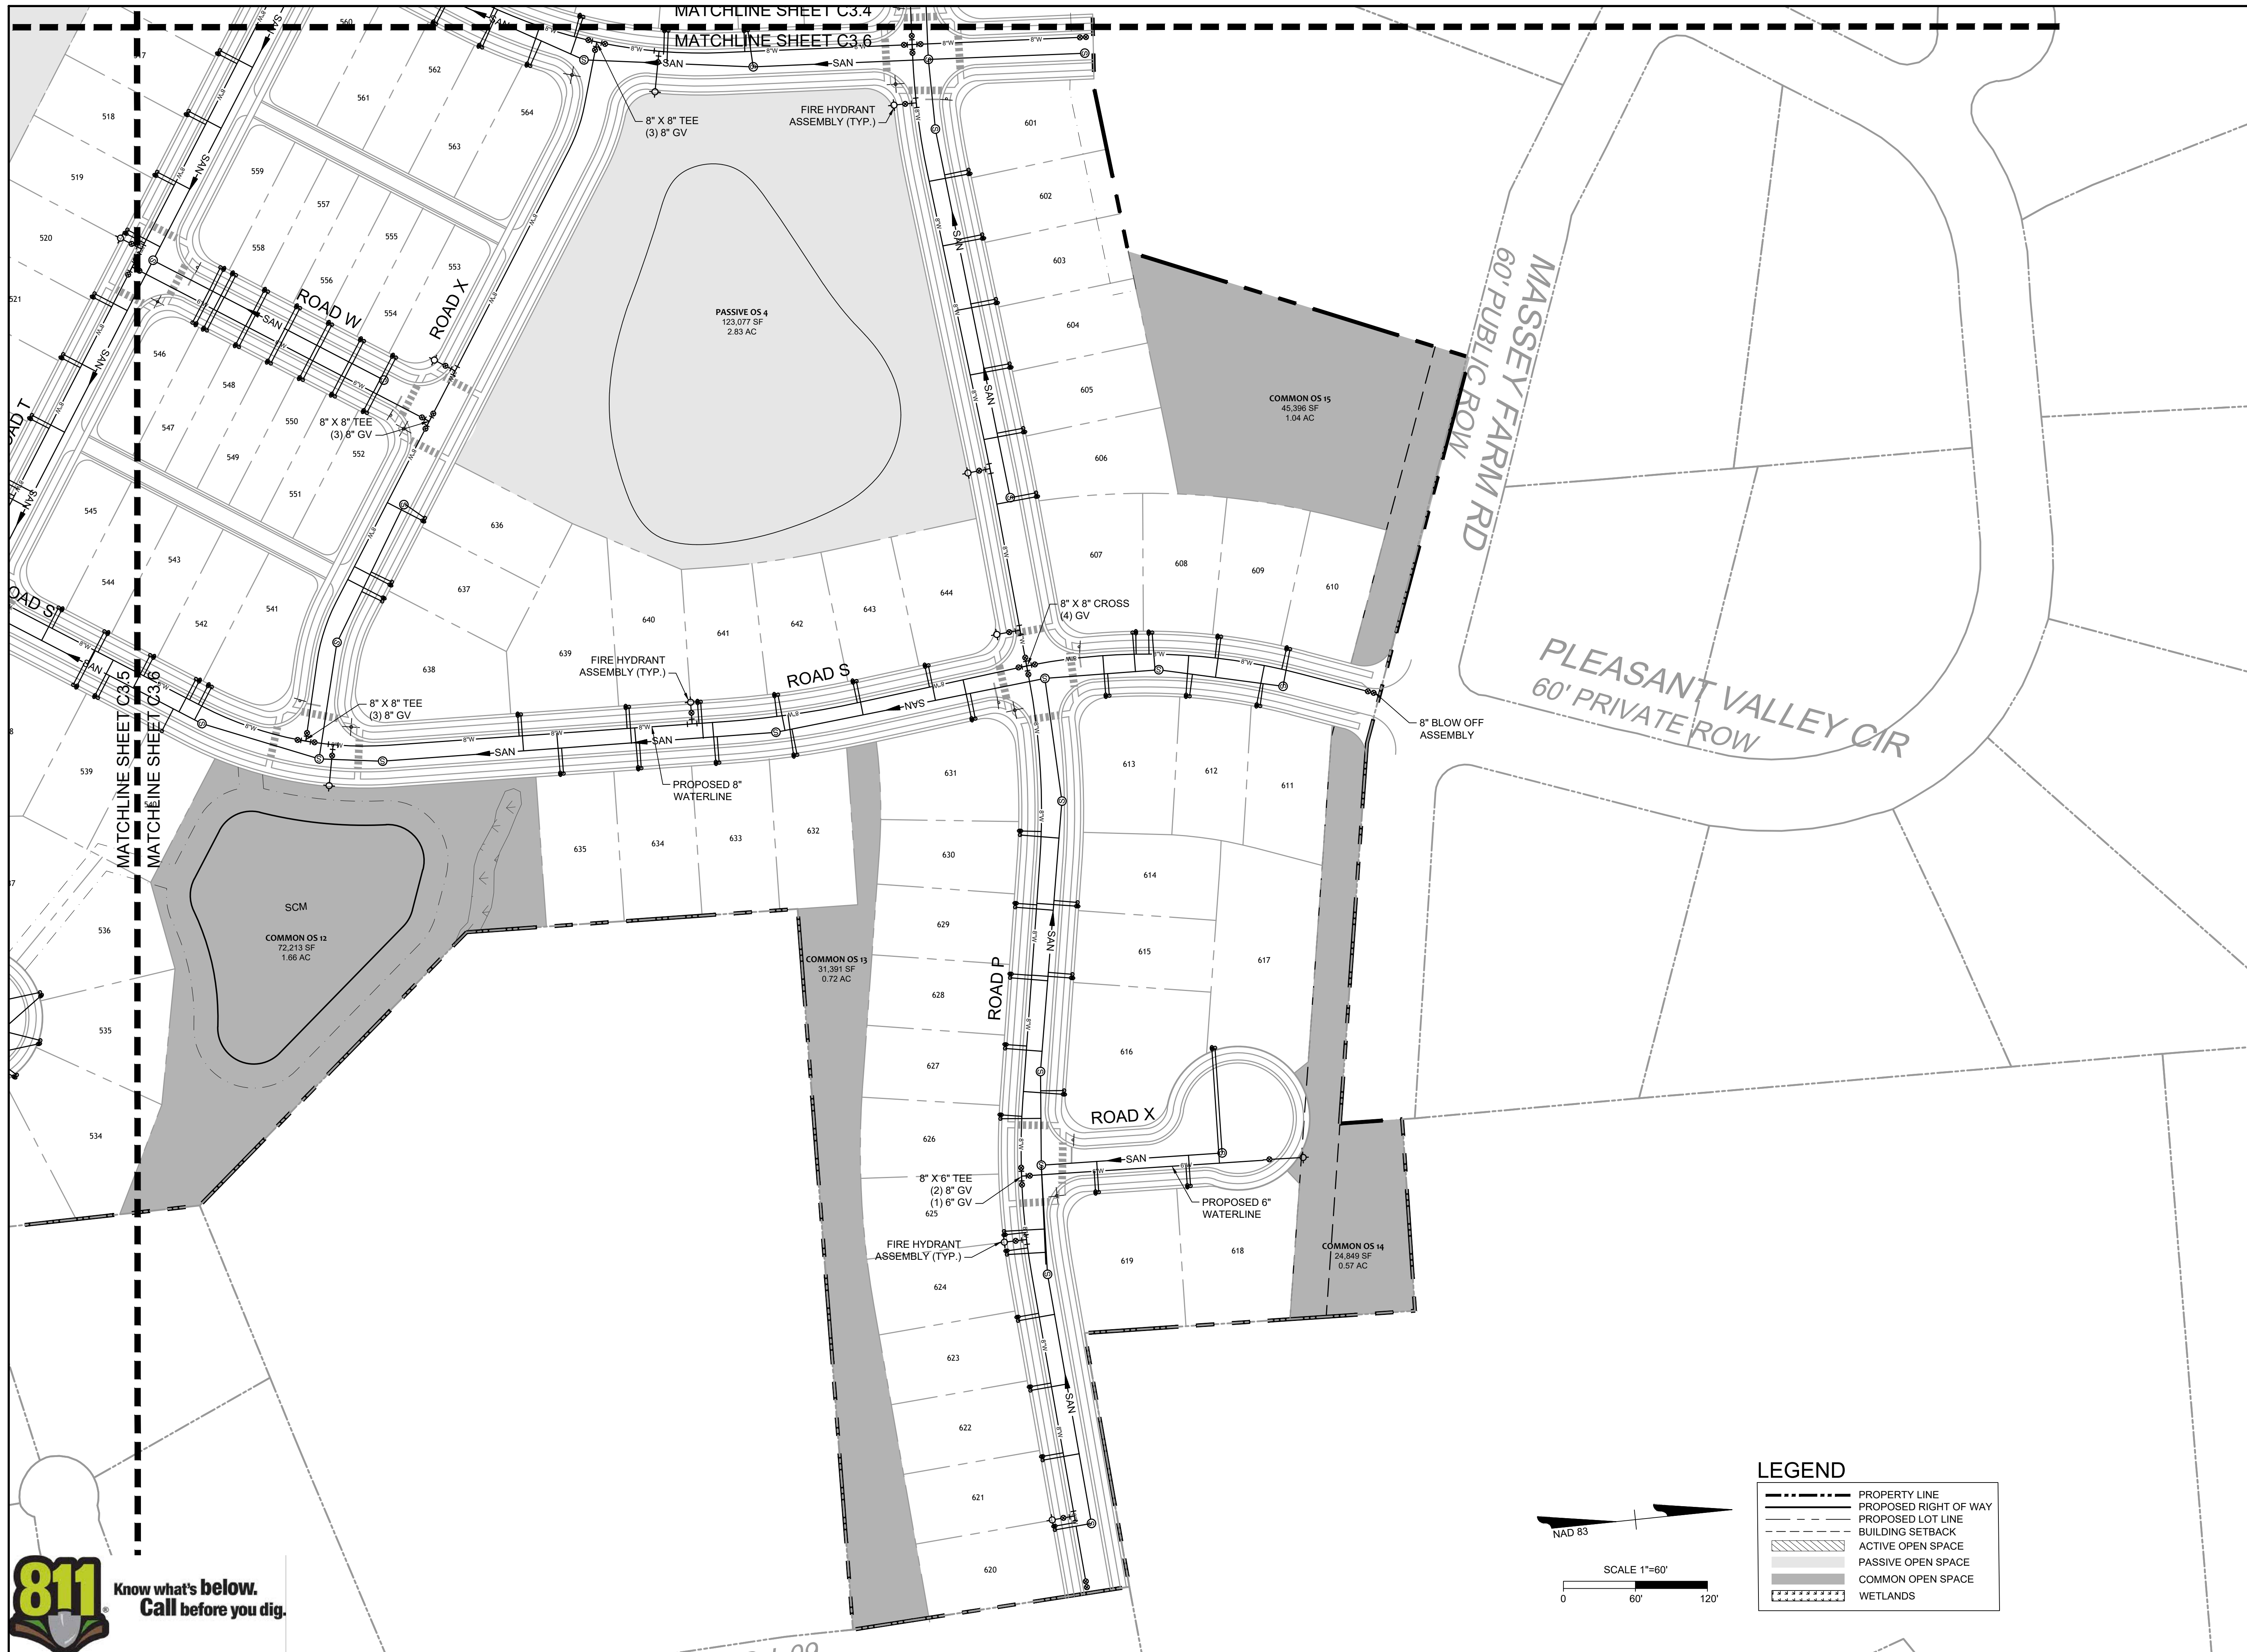 MATCHLINE SHEET C3.4
MATCHLINE SHEET C3.6
560
517
562
561
564
563
518
519
520
521
559
557
558
555
556
553
554
ROAD W
ROAD X
SAN
SAN
SAN
8" X 8" TEE
(3) 8" GV
FIRE HYDRANT
ASSEMBLY (TYP.)
PASSIVE OS 4
123,077 SF
2.83 AC
601
602
603
604
605
606
COMMON OS 15
45,396 SF
1.04 AC
MASSEY FARM RD
60' PUBLIC ROW
546
548
547
550
549
552
551
8" X 8" TEE
(3) 8" GV
545
544
543
542
541
ROAD S
636
637
638
639
640
641
642
643
644
607
608
609
610
8" X 8" CROSS
(4) GV
FIRE HYDRANT
ASSEMBLY (TYP.)
ROAD S
8" X 8" TEE
(3) 8" GV
PLEASANT VALLEY CIR
60' PRIVATE ROW
8" BLOW OFF
ASSEMBLY
PROPOSED 8"
WATERLINE
MATCHLINE SHEET C3.5
MATCHLINE SHEET C3.6
539
536
535
534
SCM
COMMON OS 12
72,213 SF
1.66 AC
635
634
633
632
631
630
629
628
627
626
625
624
623
622
621
620
613
612
611
614
615
616
617
COMMON OS 13
31,391 SF
0.72 AC
ROAD P
ROAD X
SAN
8" X 6" TEE
(2) 8" GV
(1) 6" GV
PROPOSED 6"
WATERLINE
FIRE HYDRANT
ASSEMBLY (TYP.)
619
618
COMMON OS 14
24,849 SF
0.57 AC
811
Know what's below.
Call before you dig.
NAD 83
SCALE 1"=60'
0 60' 120'
LEGEND
PROPERTY LINE
PROPOSED RIGHT OF WAY
PROPOSED LOT LINE
BUILDING SETBACK
ACTIVE OPEN SPACE
PASSIVE OPEN SPACE
COMMON OPEN SPACE
WETLANDS